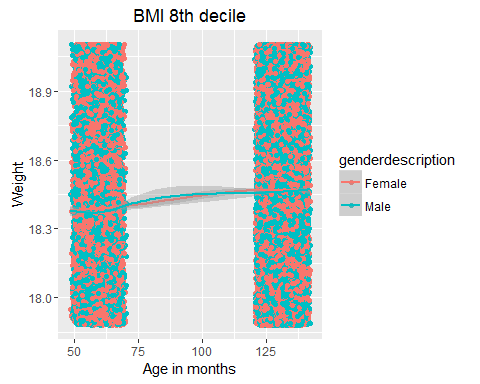 BMI 8th decile
18.9
18.6
18.3
18.0
Weight
50
75
100
125
Age in months
genderdescription
Female
Male